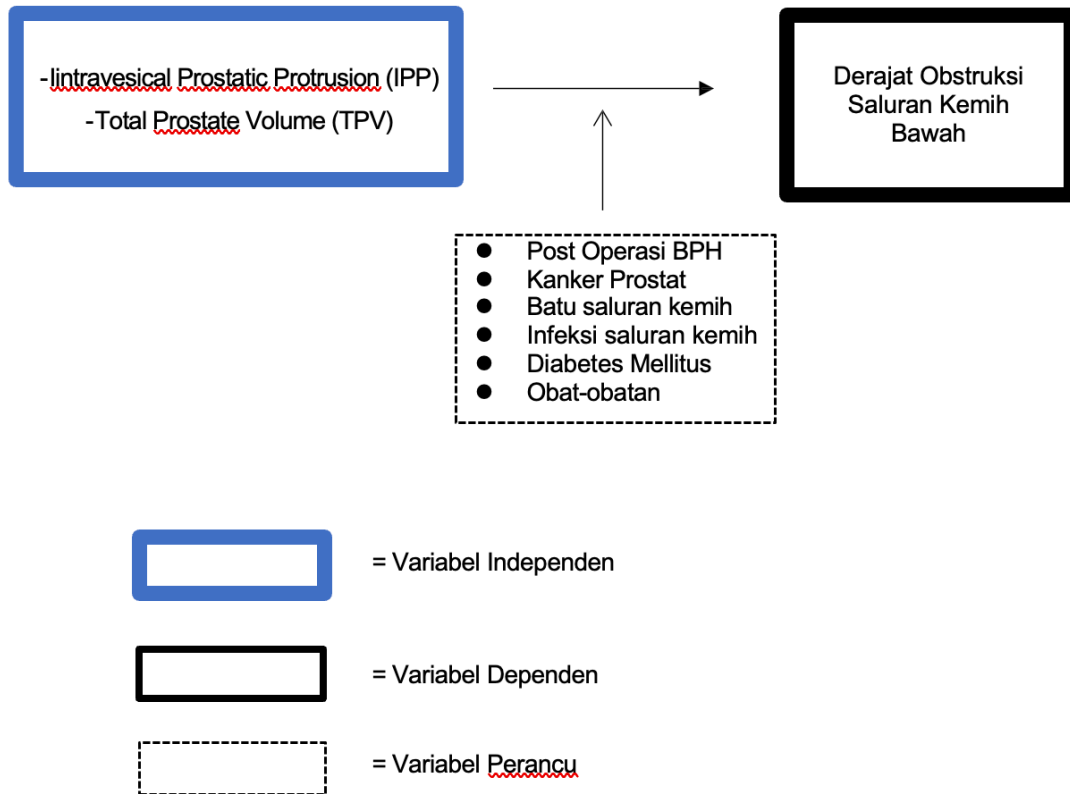 -Iintravesical Prostatic Protrusion (IPP)
-Total Prostate Volume (TPV)
Derajat Obstruksi
Saluran Kemih
Bawah
● Post Operasi BPH
● Kanker Prostat
● Batu saluran kemih
● Infeksi saluran kemih
● Diabetes Mellitus
● Obat-obatan
= Variabel Independen
= Variabel Dependen
= Variabel Perancu